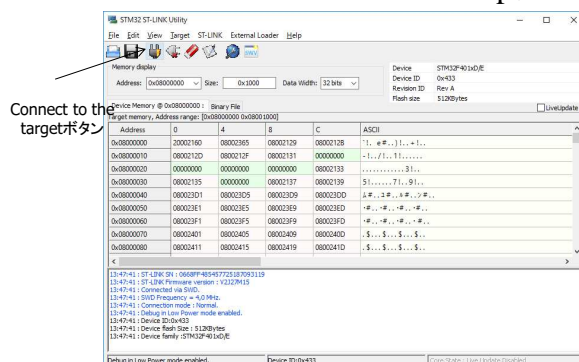 STM32 ST-LINK Utility
File Edit View Target ST-LINK External Loader Help
Memory display
Address: 0x08000000 Size: 0x1000 Data Width: 32 bits
Device STM32F401xD/E
Device ID 0x433
Revision ID Rev A
Flash size 512KBytes
LiveUpdate
Connect to the
targetボタン
Device Memory @ 0x08000000 : Binary File
Target memory, Address range: [0x08000000 0x08001000]
Address 0 4 8 C ASCII
0x08000000 20002160 08002365 08002129 0800212B `!. e#..)!..+!..
0x08000010 0800212D 0800212F 08002131 00000000 -!../!..1!......
0x08000020 00000000 00000000 00000000 08002133 ............3!..
0x08000030 08002135 00000000 08002137 08002139 5!......7!..9!..
0x08000040 080023D1 080023D5 080023D9 080023DD ム#..ユ#..ル#..ン#..
0x08000050 080023E1 080023E5 080023E9 080023ED ·#..·#..·#..·#..
0x08000060 080023F1 080023F5 080023F9 080023FD ·#..·#..·#..·#..
0x08000070 08002401 08002405 08002409 0800240D .$...$...$...$..
0x08000080 08002411 08002415 08002419 0800241D .$...$...$...$..
13:47:41 : ST-LINK SN : 0668FF485457725187093119
13:47:41 : ST-LINK Firmware version : V2J27M15
13:47:41 : Connected via SWD.
13:47:41 : SWD Frequency = 4,0 MHz.
13:47:41 : Connection mode : Normal.
13:47:41 : Debug in Low Power mode enabled.
13:47:41 : Device ID:0x433
13:47:41 : Device flash Size : 512KBytes
13:47:41 : Device family :STM32F401xD/E
Debug in Low Power mode enabled. Device ID:0x433 Core State : Live Update Disabled